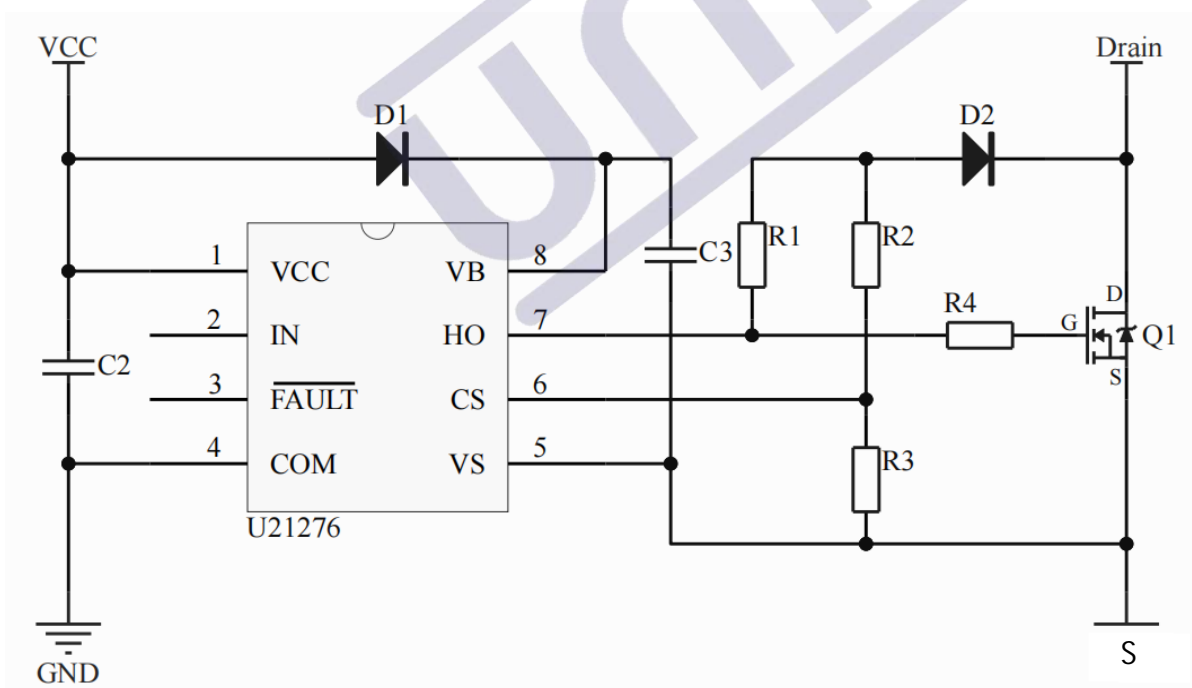 VCC
Drain
D1
D2
1
VCC
VB
8
C3
R1
R2
2
IN
HO
7
R4
D
G
Q1
S
C2
3
FAULT
CS
6
4
COM
VS
5
R3
U21276
GND
S